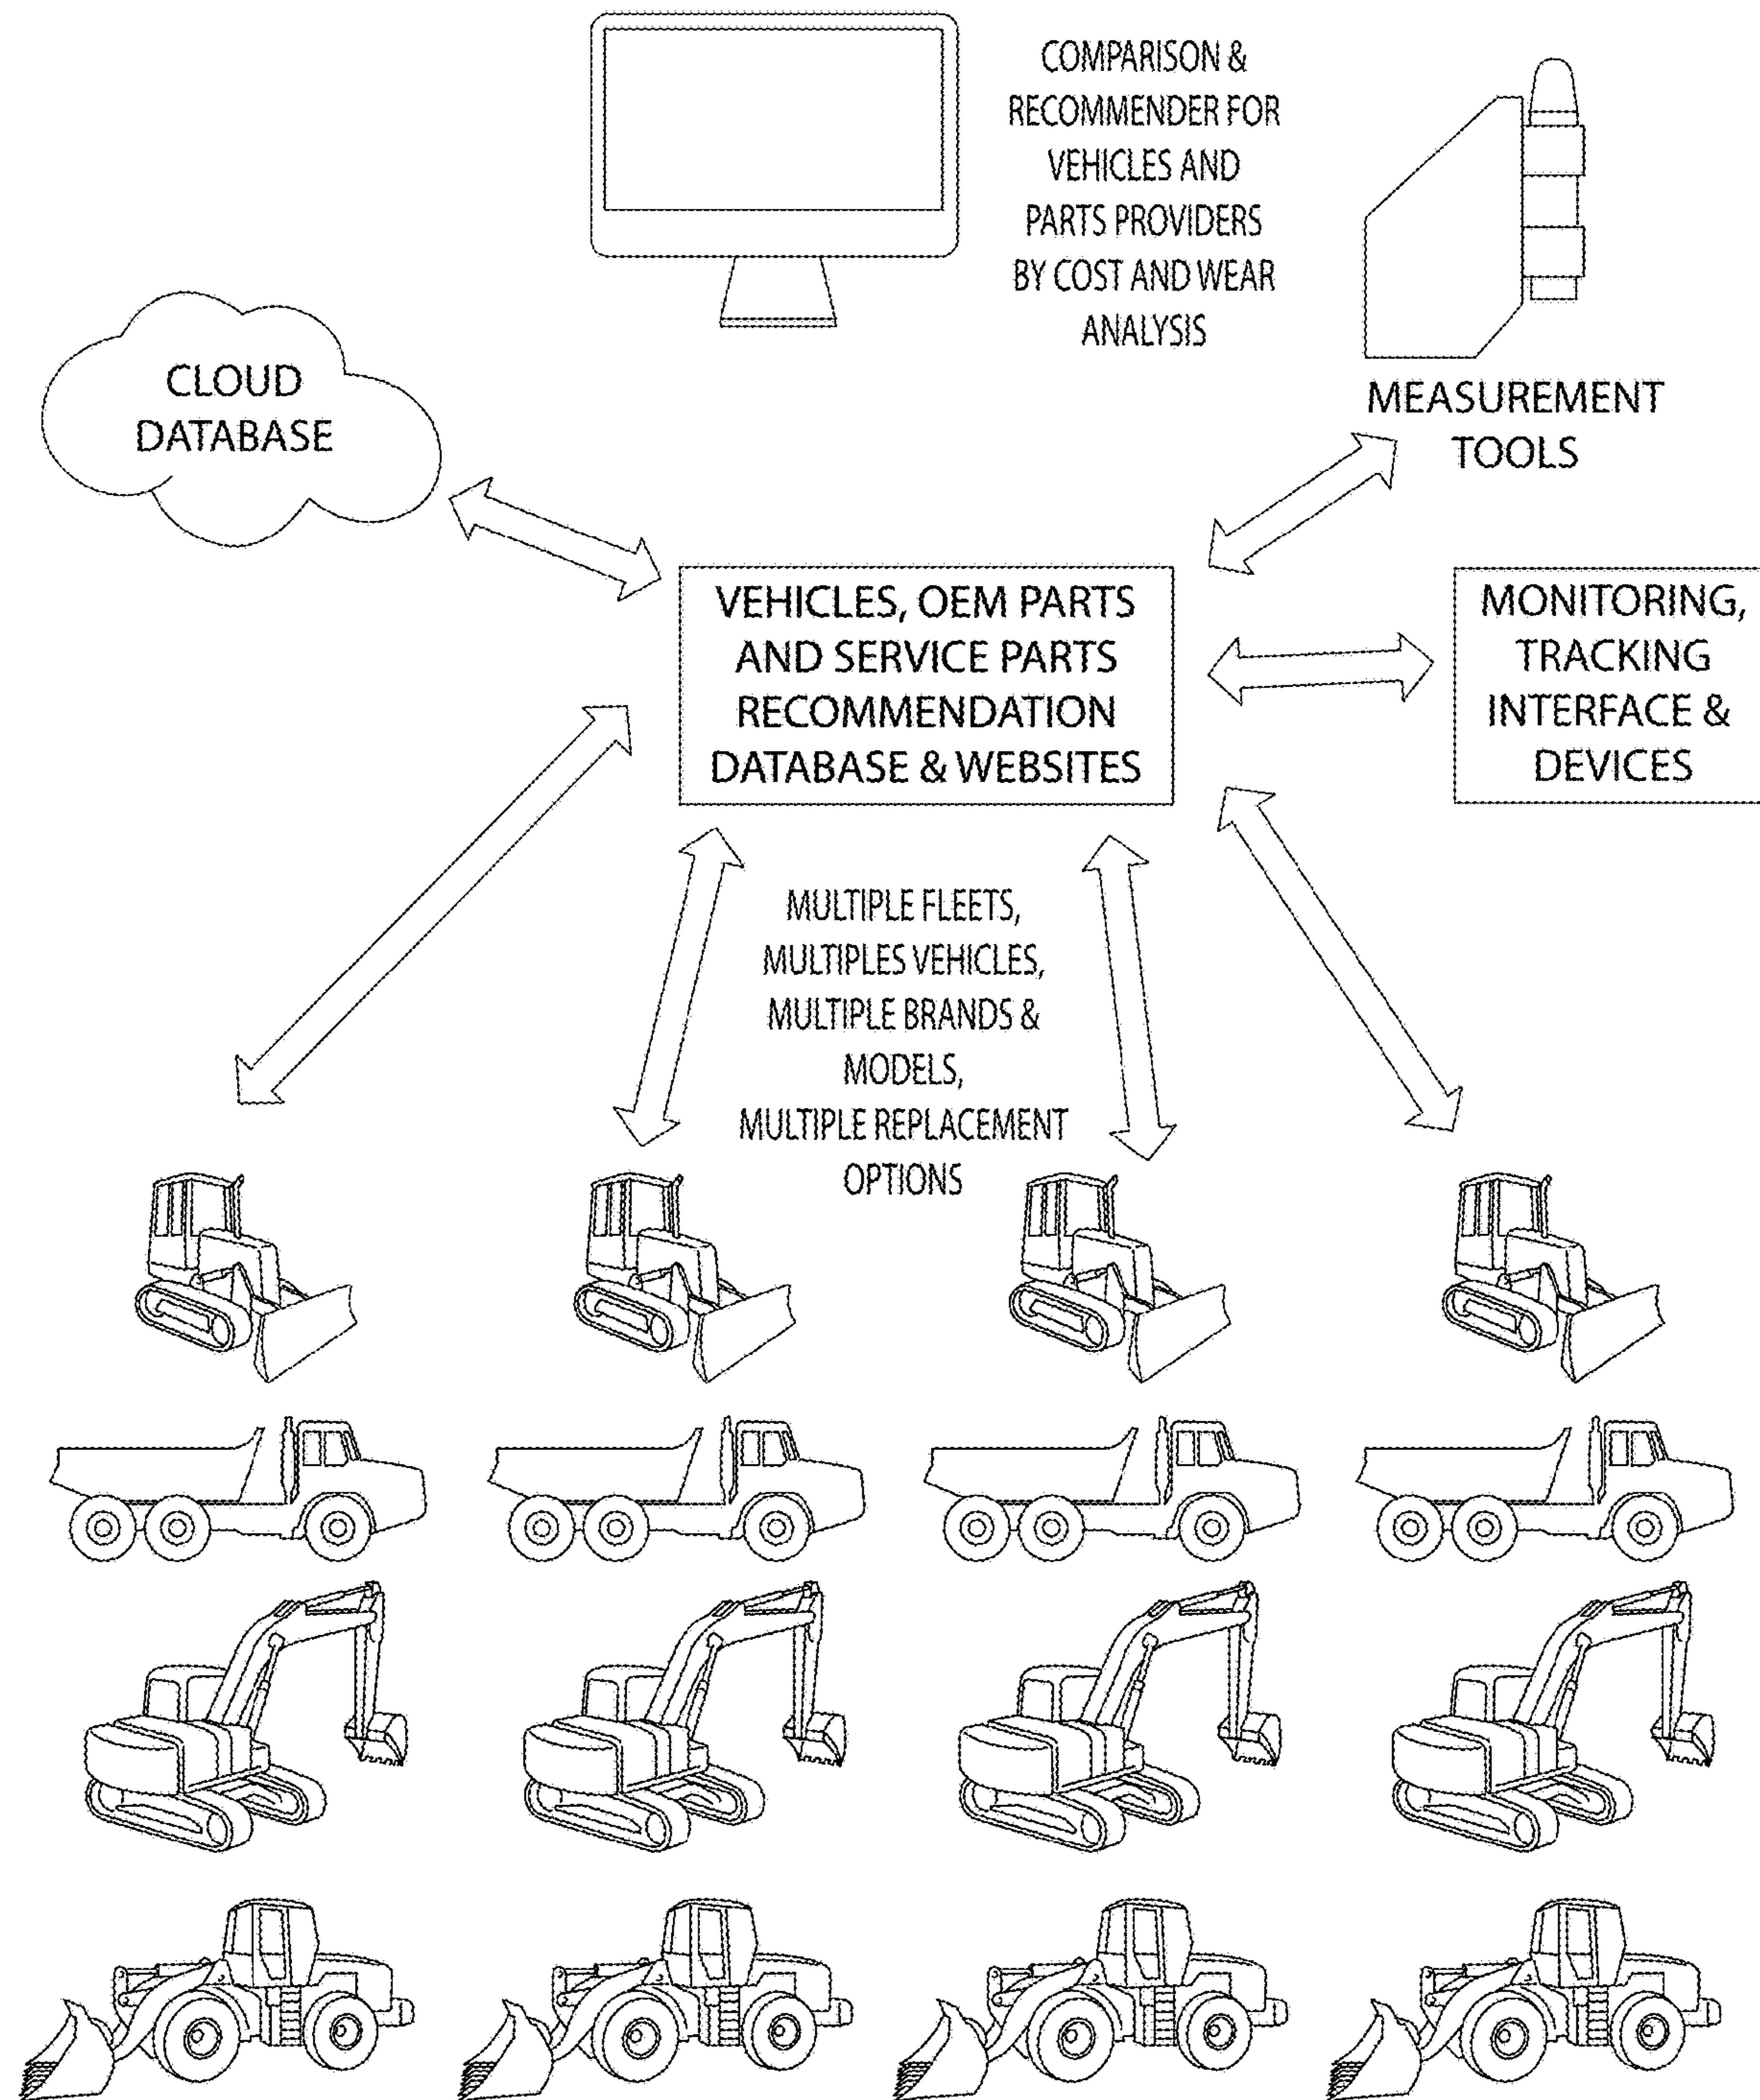 COMPARISON &
RECOMMENDER FOR
VEHICLES AND
PARTS PROVIDERS
BY COST AND WEAR
ANALYSIS
CLOUD
DATABASE
MEASUREMENT
TOOLS
VEHICLES, OEM PARTS
AND SERVICE PARTS
RECOMMENDATION
DATABASE & WEBSITES
MONITORING,
TRACKING
INTERFACE &
DEVICES
MULTIPLE FLEETS,
MULTIPLES VEHICLES,
MULTIPLE BRANDS &
MODELS,
MULTIPLE REPLACEMENT
OPTIONS